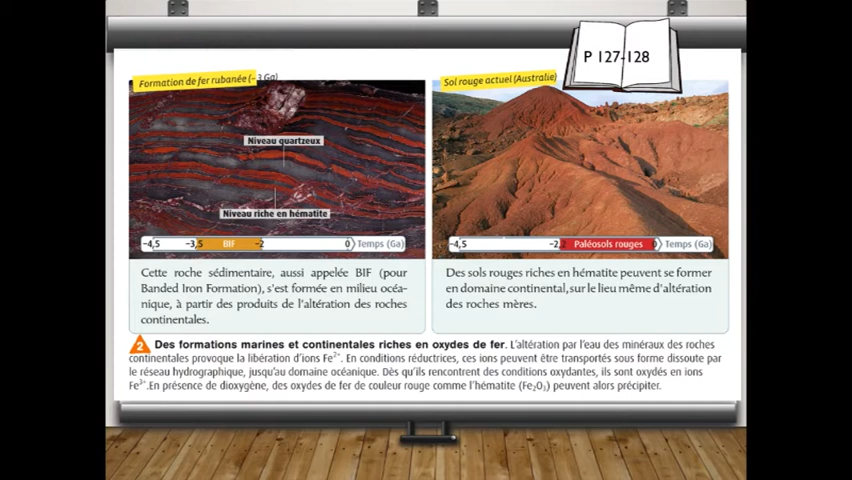 P 127-128
Formation de fer rubanée (– 3 Ga)
Niveau quartzeux
Niveau riche en hématite
–4,5 –3,5 BIF –2 0 Temps (Ga)
Cette roche sédimentaire, aussi appelée BIF (pour
Banded Iron Formation), s'est formée en milieu océa-
nique, à partir des produits de l'altération des roches
continentales.
Sol rouge actuel (Australie)
–4,5 –2,2 Paléosols rouges 0 Temps (Ga)
Des sols rouges riches en hématite peuvent se former
en domaine continental, sur le lieu même d'altération
des roches mères.
2 Des formations marines et continentales riches en oxydes de fer. L'altération par l'eau des minéraux des roches
continentales provoque la libération d'ions Fe²⁺. En conditions réductrices, ces ions peuvent être transportés sous forme dissoute par
le réseau hydrographique, jusqu'au domaine océanique. Dès qu'ils rencontrent des conditions oxydantes, ils sont oxydés en ions
Fe³⁺. En présence de dioxygène, des oxydes de fer de couleur rouge comme l'hématite (Fe₂O₃) peuvent alors précipiter.